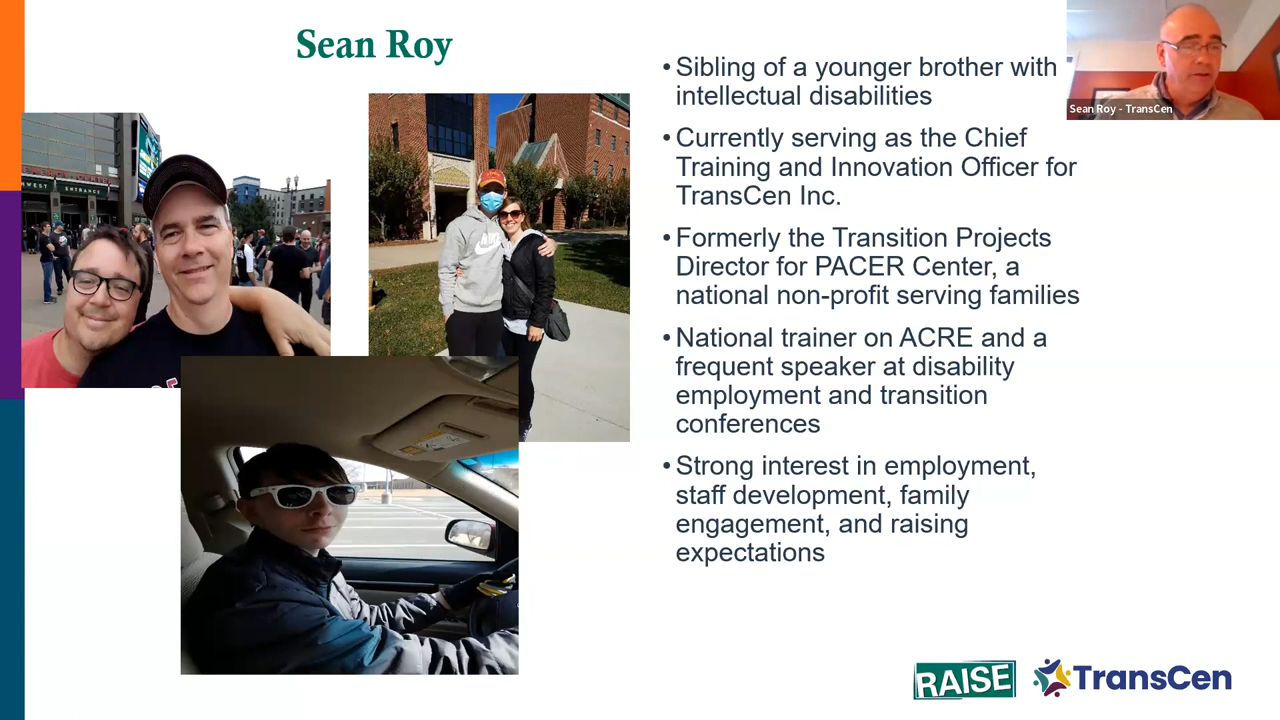 Sean Roy
• Sibling of a younger brother with
intellectual disabilities
• Currently serving as the Chief
Training and Innovation Officer for
TransCen Inc.
• Formerly the Transition Projects
Director for PACER Center, a
national non-profit serving families
• National trainer on ACRE and a
frequent speaker at disability
employment and transition
conferences
• Strong interest in employment,
staff development, family
engagement, and raising
expectations
Sean Roy - TransCen
ENTRANCE
RAISE
TransCen